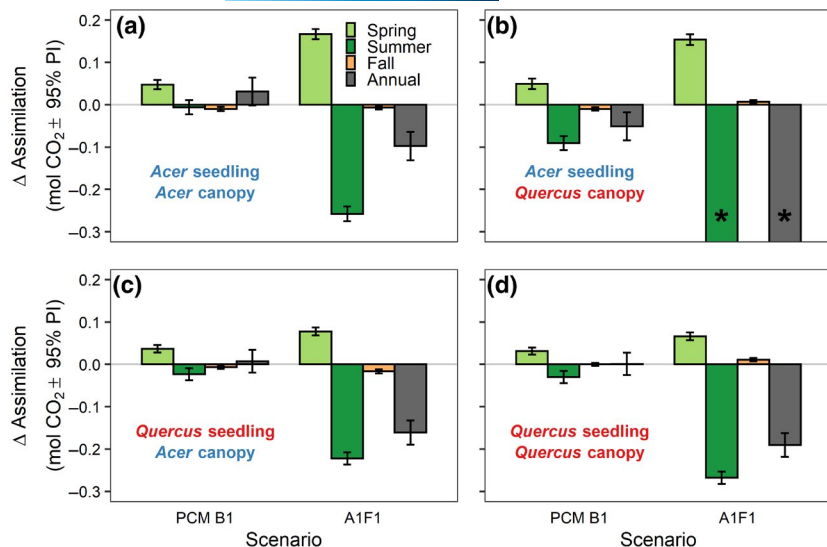 (a)
Spring
Summer
Fall
Annual
(b)
0.2
0.1
0.0
−0.1
−0.2
−0.3
Δ Assimilation
(mol CO₂ ± 95% PI)
Acer seedling
Acer canopy
Acer seedling
Quercus canopy
* *
(c)
(d)
0.2
0.1
0.0
−0.1
−0.2
−0.3
Δ Assimilation
(mol CO₂ ± 95% PI)
Quercus seedling
Acer canopy
Quercus seedling
Quercus canopy
PCM B1 A1F1
Scenario
PCM B1 A1F1
Scenario